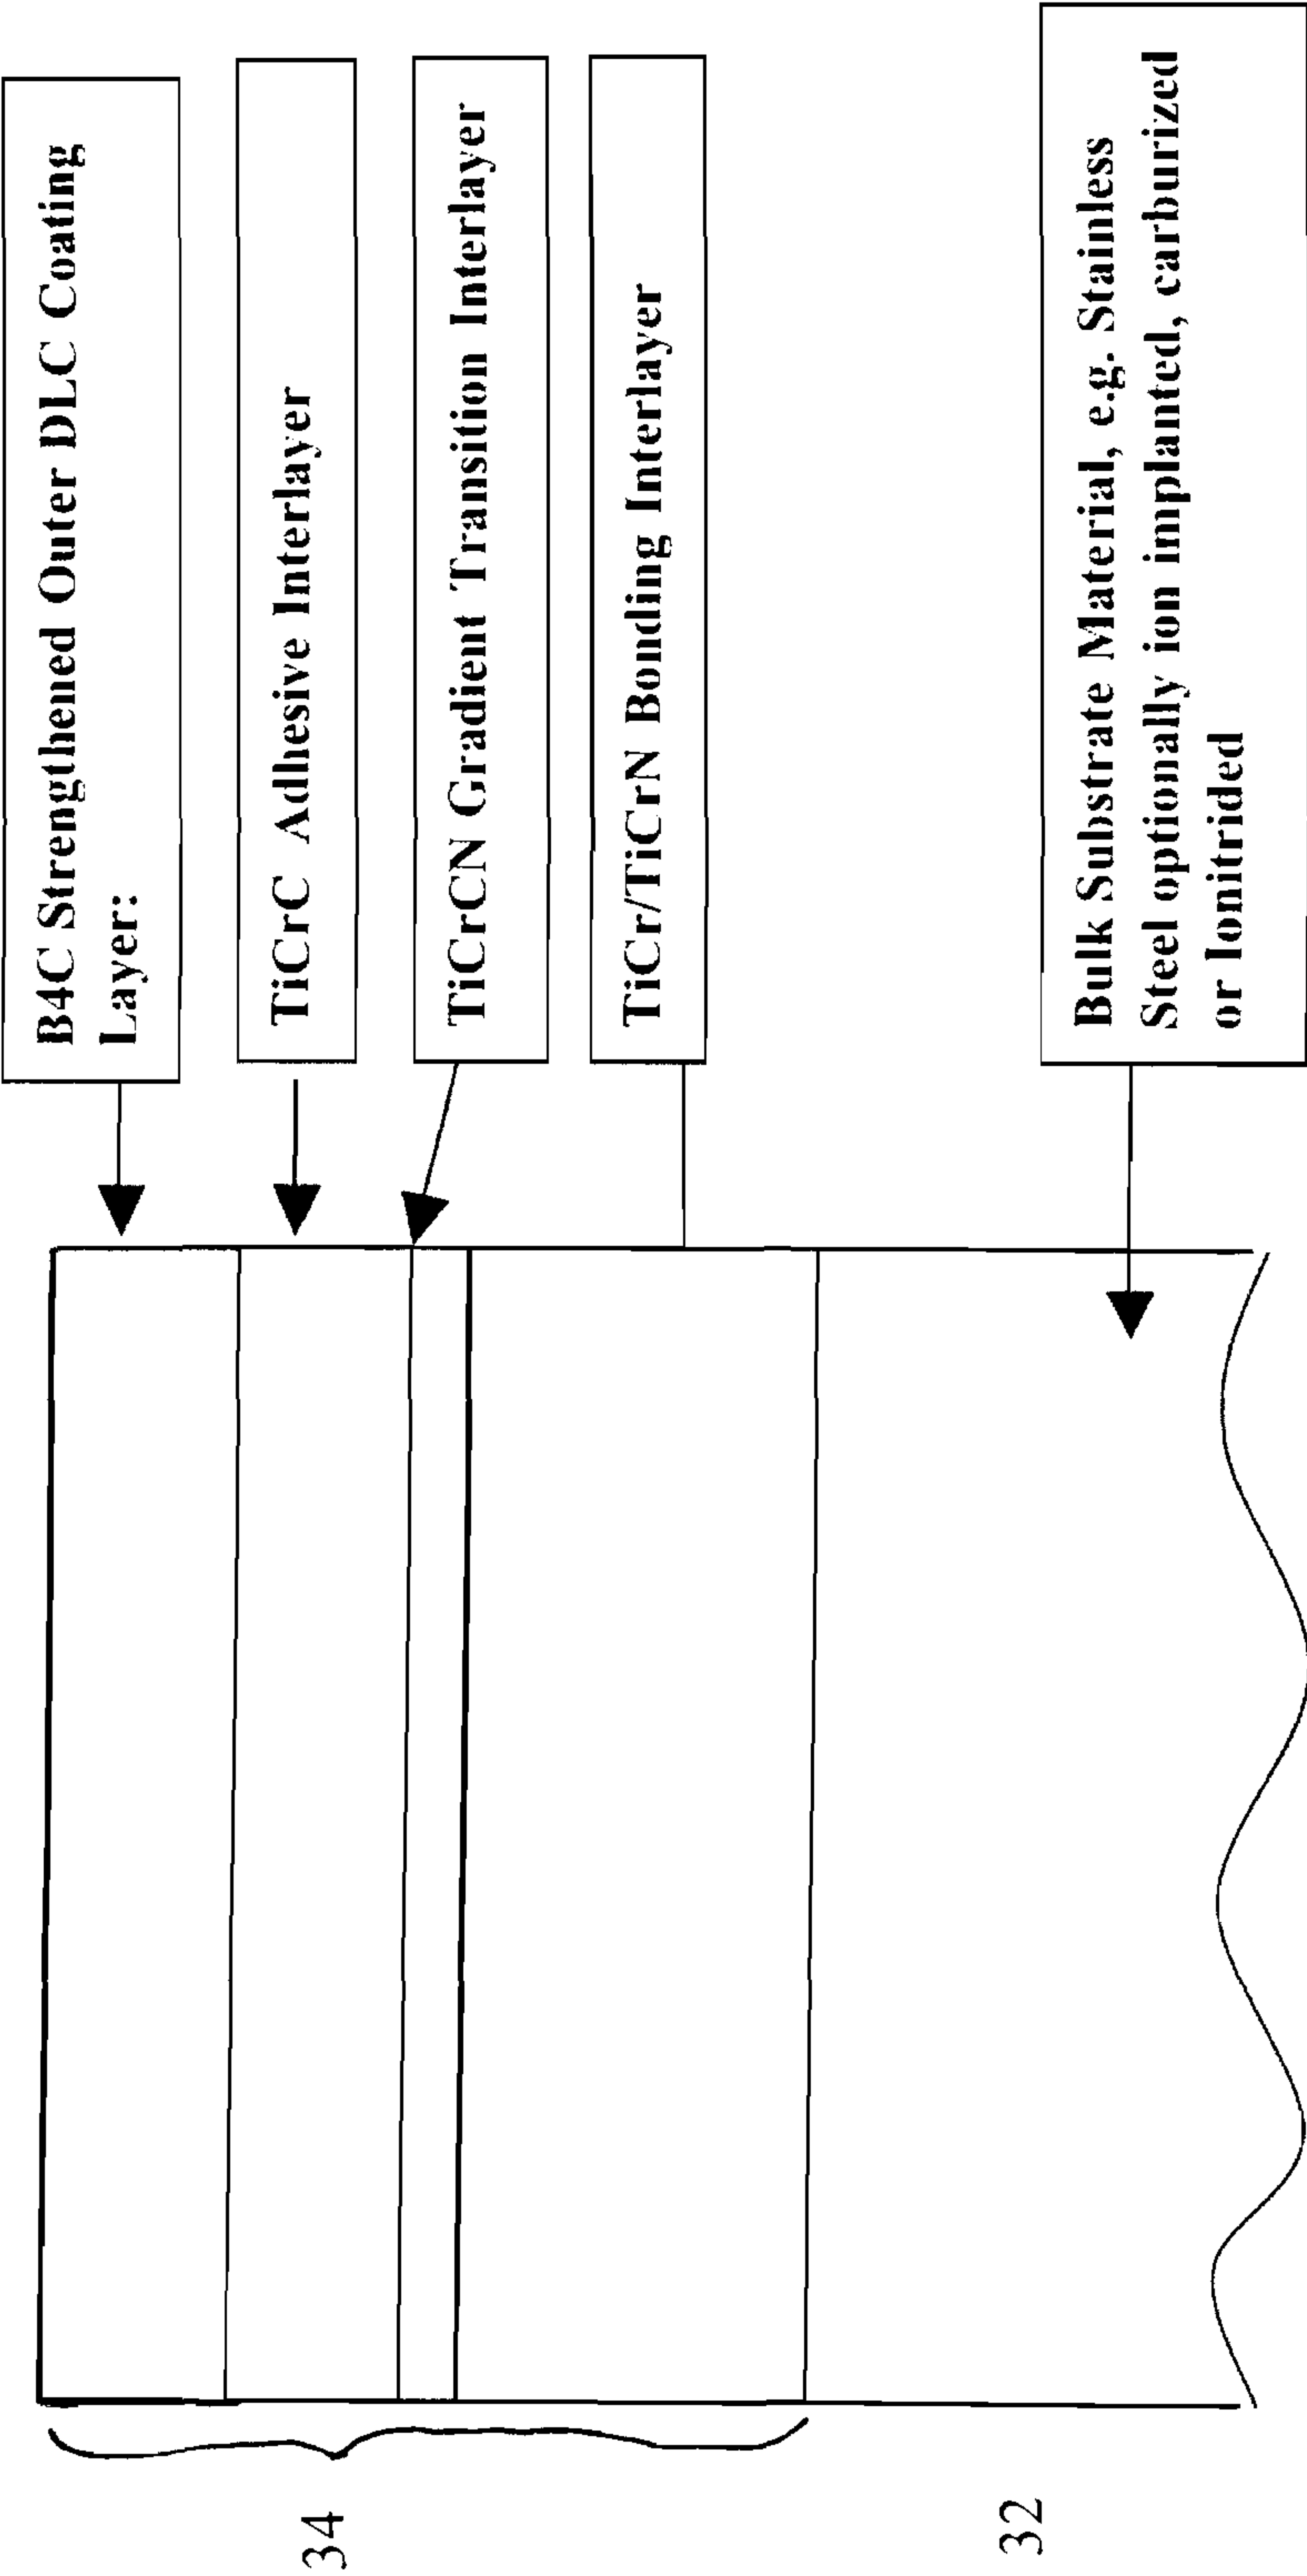 B4C Strengthened Outer DLC Coating
Layer:
TiCrC Adhesive Interlayer
TiCrCN Gradient Transition Interlayer
TiCr/TiCrN Bonding Interlayer
Bulk Substrate Material, e.g. Stainless
Steel optionally ion implanted, carburized
or Ionitrided
34
32